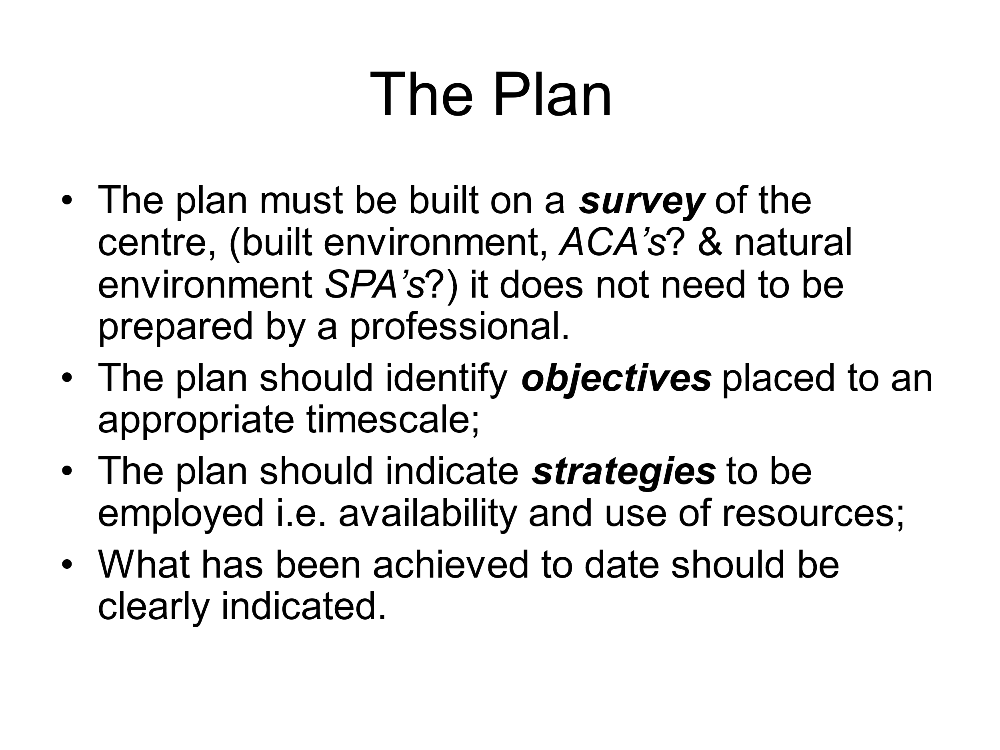 The Plan
• The plan must be built on a survey of the
centre, (built environment, ACA’s? & natural
environment SPA’s?) it does not need to be
prepared by a professional.
• The plan should identify objectives placed to an
appropriate timescale;
• The plan should indicate strategies to be
employed i.e. availability and use of resources;
• What has been achieved to date should be
clearly indicated.